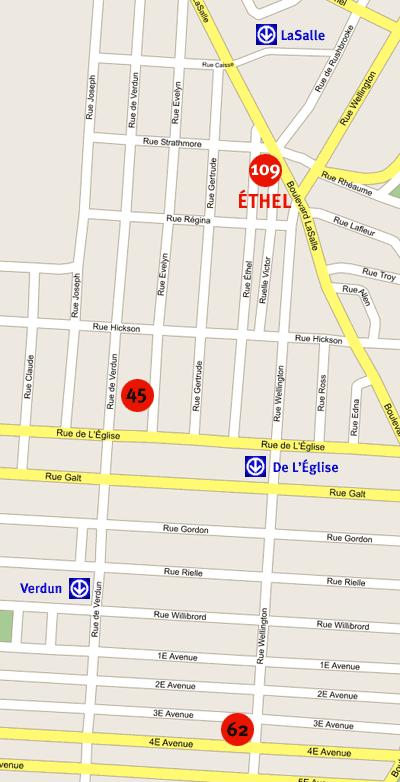 LaSalle
LaSalle
Éthel
Rue de Rushbrooke
Rue Caisse
Rue Wellington
Rue Joseph
Rue de Verdun
Rue Evelyn
Rue Strathmore
Rue Gertrude
109
ÉTHEL
Rue Rhéaume
Boulevard LaSalle
Rue Régina
Rue Lafleur
Rue Evelyn
Rue Éthel
Ruelle Victor
Rue Troy
Rue Joseph
Rue Allen
Rue Hickson
Rue Hickson
Rue Claude
Rue de Verdun
Rue Gertrude
Rue Wellington
Rue Ross
Rue Edna
45
Rue de L'Église
Rue de L'Église
De L'Église
Rue Galt
Rue Galt
Rue Gordon
Rue Gordon
Rue Rielle
Rue Rielle
Verdun
Rue de Verdun
Rue Willibrord
Rue Willibrord
Rue Wellington
1E Avenue
1E Avenue
2E Avenue
2E Avenue
3E Avenue
3E Avenue
62
4E Avenue
4E Avenue